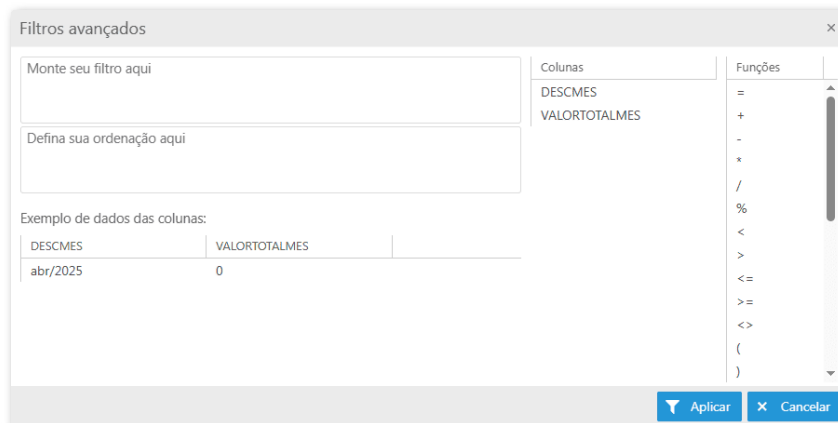 Filtros avançados
×
Monte seu filtro aqui
Defina sua ordenação aqui
Exemplo de dados das colunas:
DESCMES VALORTOTALMES
abr/2025 0
Colunas
DESCMES
VALORTOTALMES
Funções
=
+
-
*
/
%
<
>
<=
>=
<>
(
)
Aplicar × Cancelar